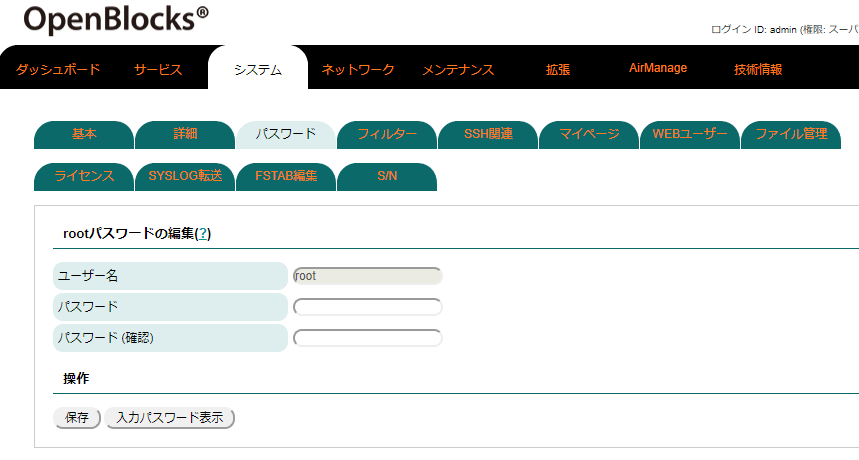 OpenBlocks®
ログイン ID: admin (権限: スーパ
ダッシュボード サービス システム ネットワーク メンテナンス 拡張 AirManage 技術情報
基本 詳細 パスワード フィルター SSH関連 マイページ WEBユーザー ファイル管理
ライセンス SYSLOG転送 FSTAB編集 S/N
rootパスワードの編集(?)
ユーザー名 root
パスワード
パスワード (確認)
操作
保存 入力パスワード表示